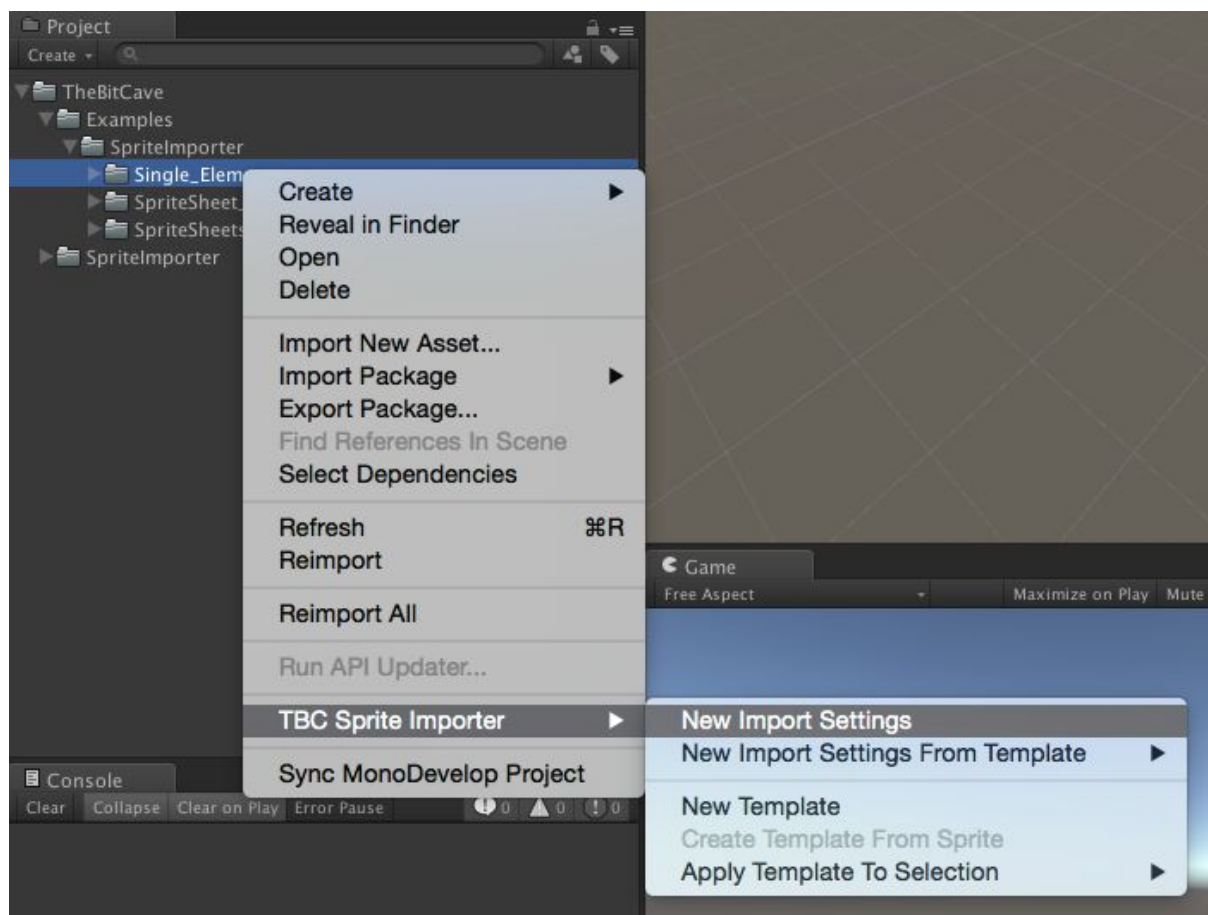 Project
Create
TheBitCave
Examples
SpriteImporter
Single_Elem
SpriteSheet_
SpriteSheets
SpriteImporter
Create
Reveal in Finder
Open
Delete
Import New Asset...
Import Package
Export Package...
Find References In Scene
Select Dependencies
Refresh ⌘R
Reimport
Reimport All
Run API Updater...
TBC Sprite Importer
Sync MonoDevelop Project
Console
Clear Collapse Clear on Play Error Pause 0 0 0
Game
Free Aspect Maximize on Play Mute
New Import Settings
New Import Settings From Template
New Template
Create Template From Sprite
Apply Template To Selection